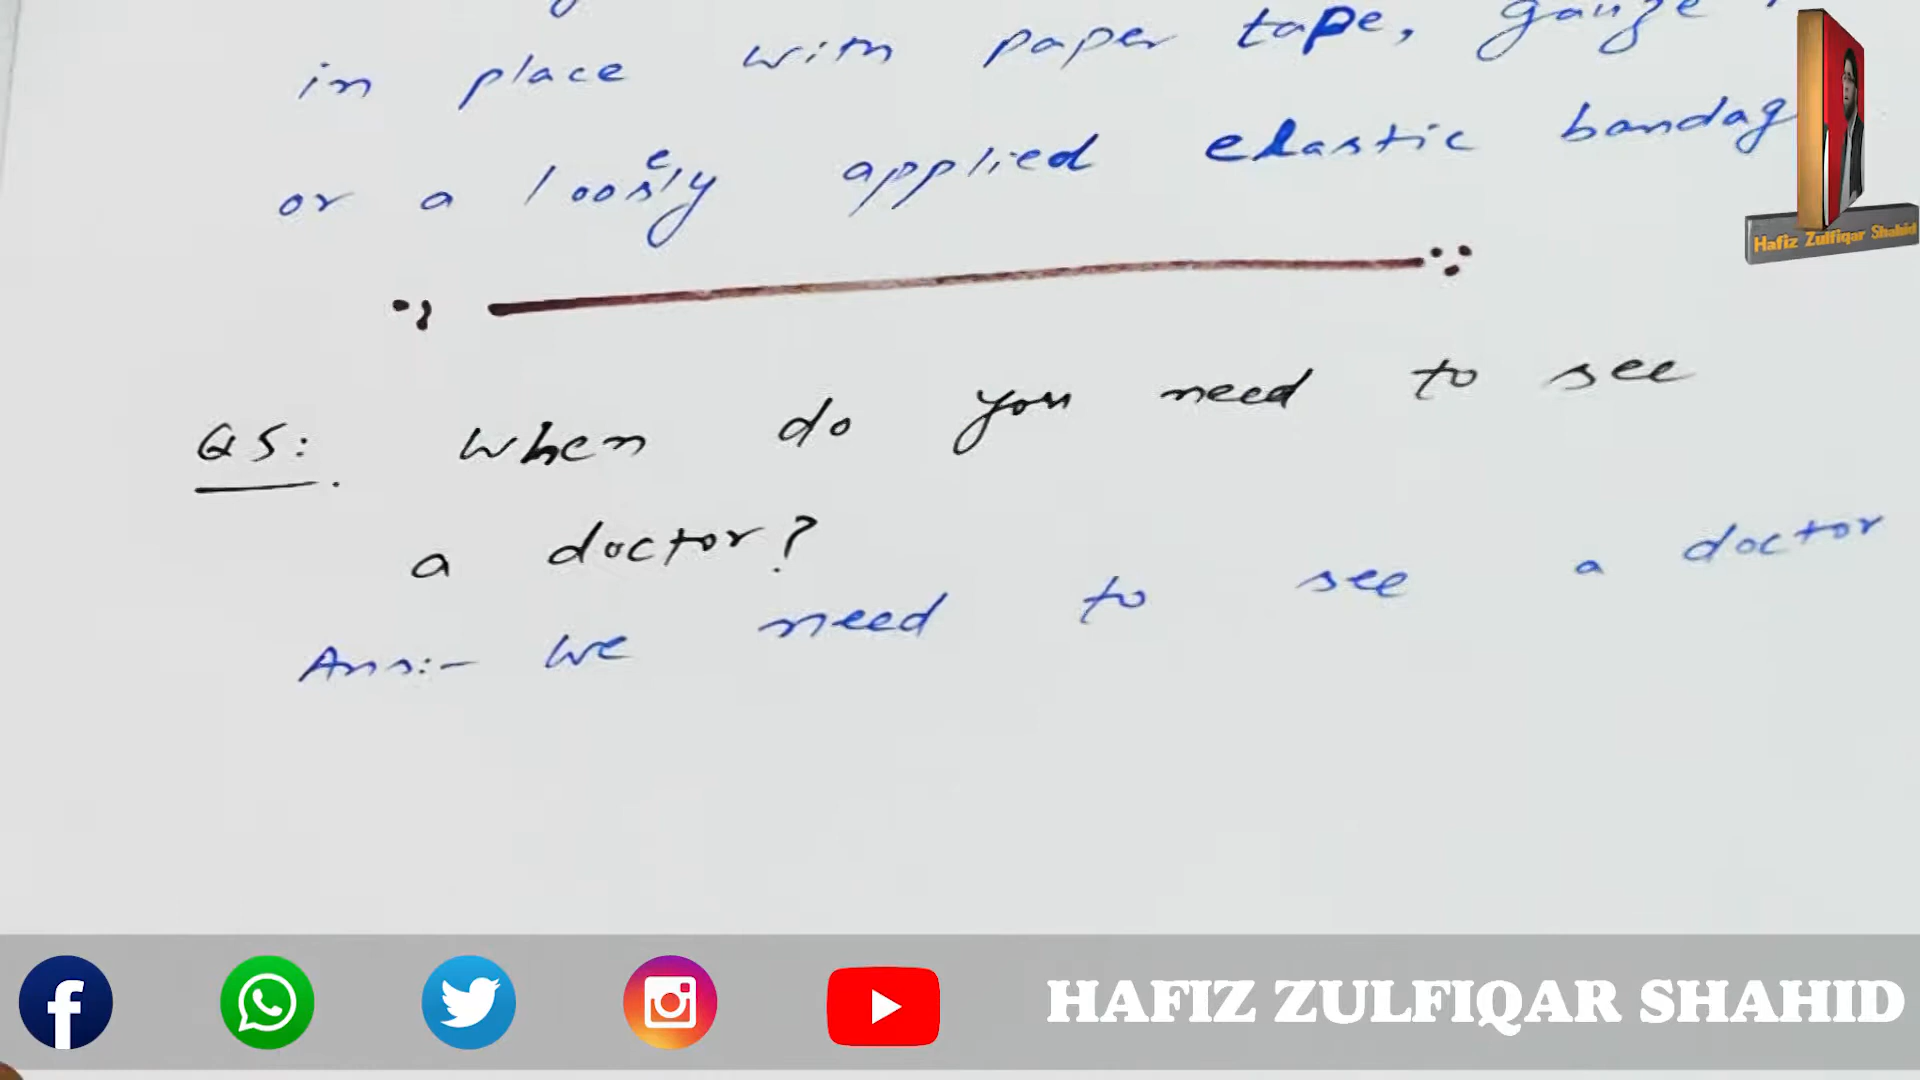 in place with paper tape, gauze
or a loosely applied elastic bandag
Hafiz Zulfiqar Shahid
Q5: When do you need to see
a doctor?
Ans:- we need to see a doctor
HAFIZ ZULFIQAR SHAHID